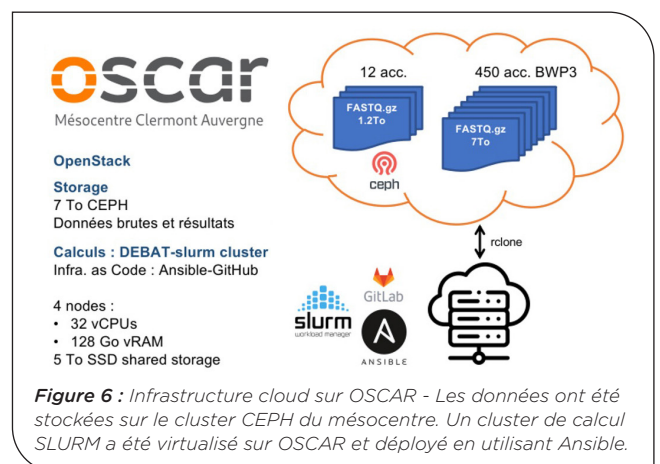 oscar
Mésocentre Clermont Auvergne
OpenStack
Storage
7 To CEPH
Données brutes et résultats
Calculs : DEBAT-slurm cluster
Infra. as Code : Ansible-GitHub
4 nodes :
• 32 vCPUs
• 128 Go vRAM
5 To SSD shared storage
12 acc.
FASTQ.gz
1.2To
ceph
450 acc. BWP3
FASTQ.gz
7To
rclone
slurm
workload manager
GitLab
A
ANSIBLE
Figure 6 : Infrastructure cloud sur OSCAR - Les données ont été
stockées sur le cluster CEPH du mésocentre. Un cluster de calcul
SLURM a été virtualisé sur OSCAR et déployé en utilisant Ansible.